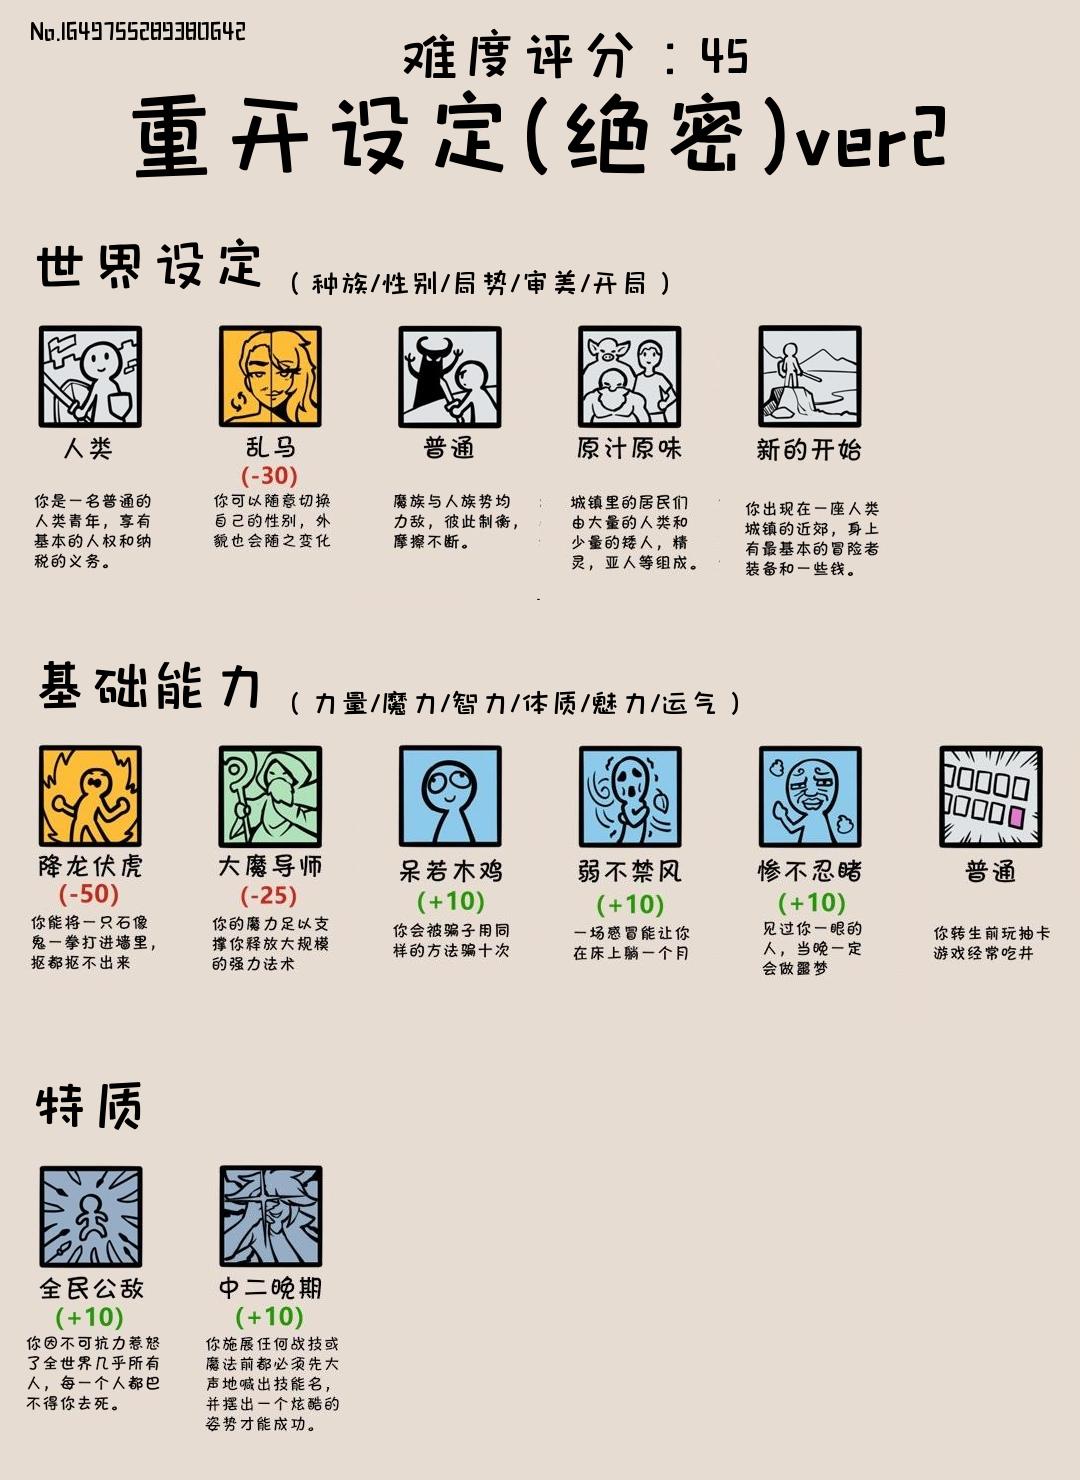 No.1649755289380642
难度评分：45
重开设定(绝密)ver2
世界设定（种族/性别/局势/审美/开局）
人类
你是一名普通的
人类青年，享有
基本的人权和纳
税的义务。
乱马
(-30)
你可以随意切换
自己的性别，外
貌也会随之变化
普通
魔族与人族势均
力敌，彼此制衡，
摩擦不断。
原汁原味
城镇里的居民们
由大量的人类和
少量的矮人，精
灵，亚人等组成。
新的开始
你出现在一座人类
城镇的近郊，身上
有最基本的冒险者
装备和一些钱。
基础能力（力量/魔力/智力/体质/魅力/运气）
降龙伏虎
(-50)
你能将一只石像
鬼一拳打进墙里，
抠都抠不出来
大魔导师
(-25)
你的魔力足以支
撑你释放大规模
的强力法术
呆若木鸡
(+10)
你会被骗子用同
样的方法骗十次
弱不禁风
(+10)
一场感冒能让你
在床上躺一个月
惨不忍睹
(+10)
见过你一眼的
人，当晚一定
会做噩梦
普通
你转生前玩抽卡
游戏经常吃井
特质
全民公敌
(+10)
你因不可抗力惹怒
了全世界几乎所有
人，每一个人都巴
不得你去死。
中二晚期
(+10)
你施展任何战技或
魔法前都必须先大
声地喊出技能名，
并摆出一个炫酷的
姿势才能成功。